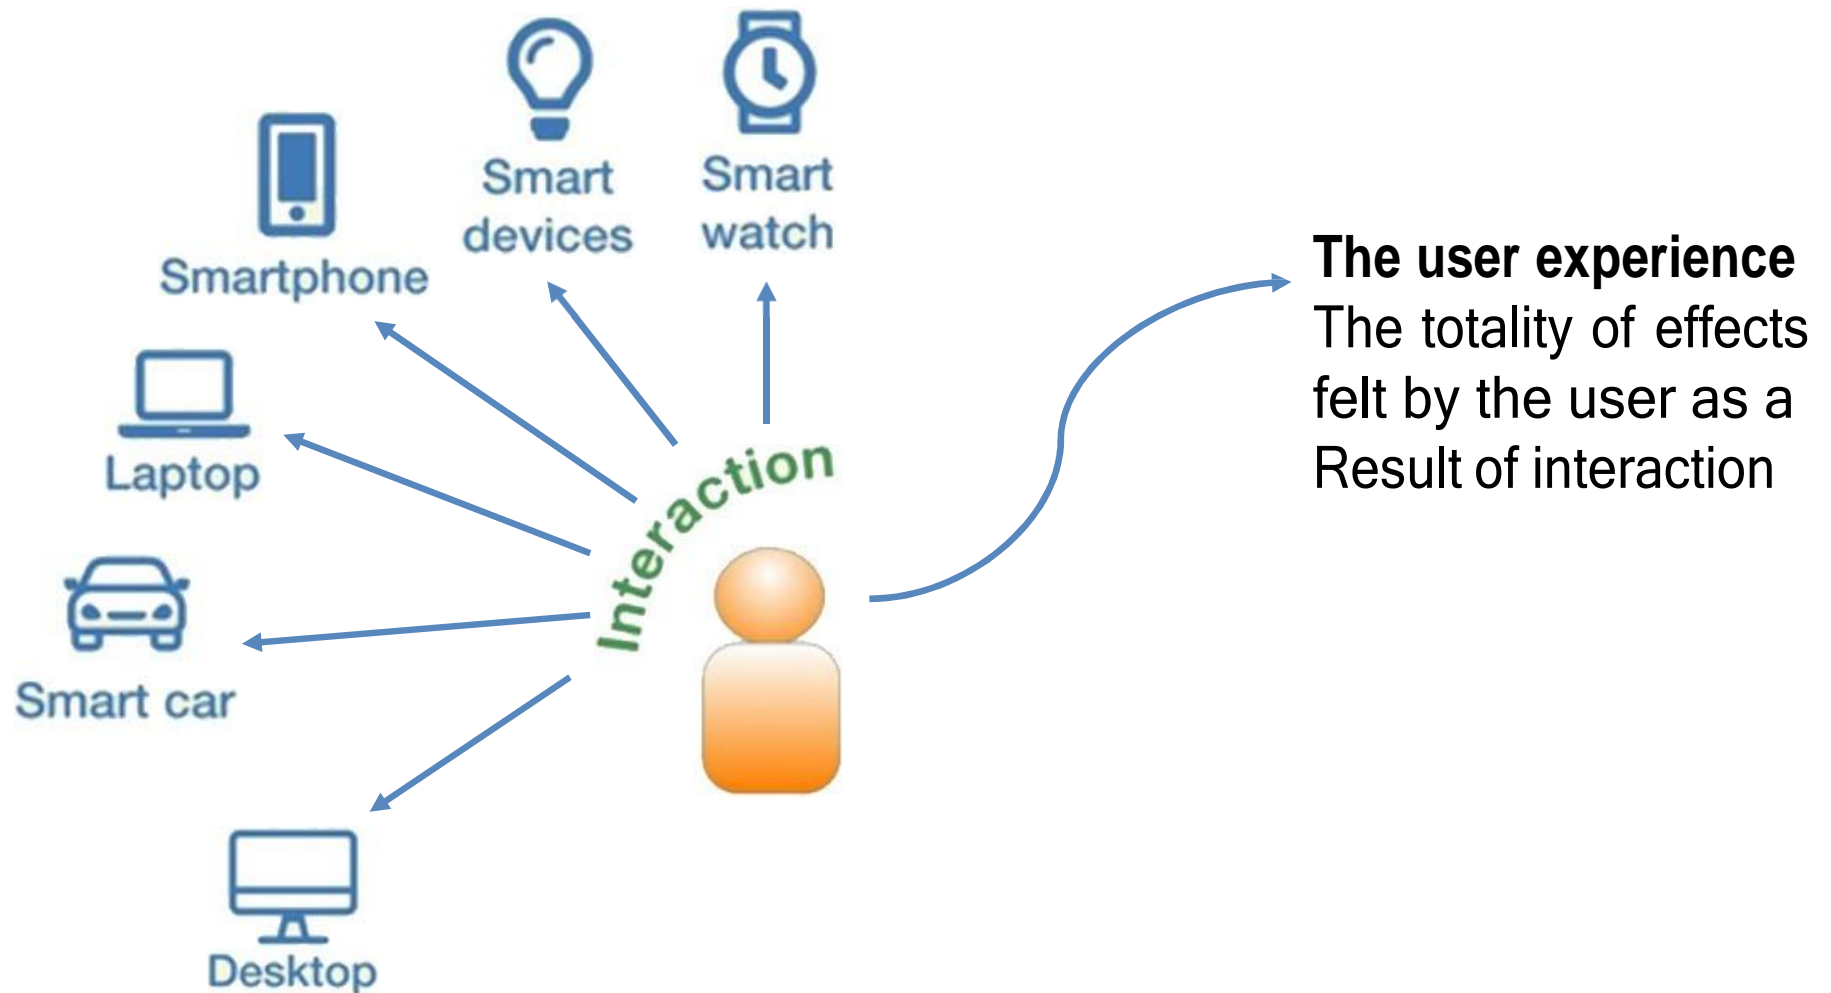 Smart
devices
Smart
watch
Smartphone
Laptop
Smart car
Desktop
Interaction
The user experience
The totality of effects
felt by the user as a
Result of interaction